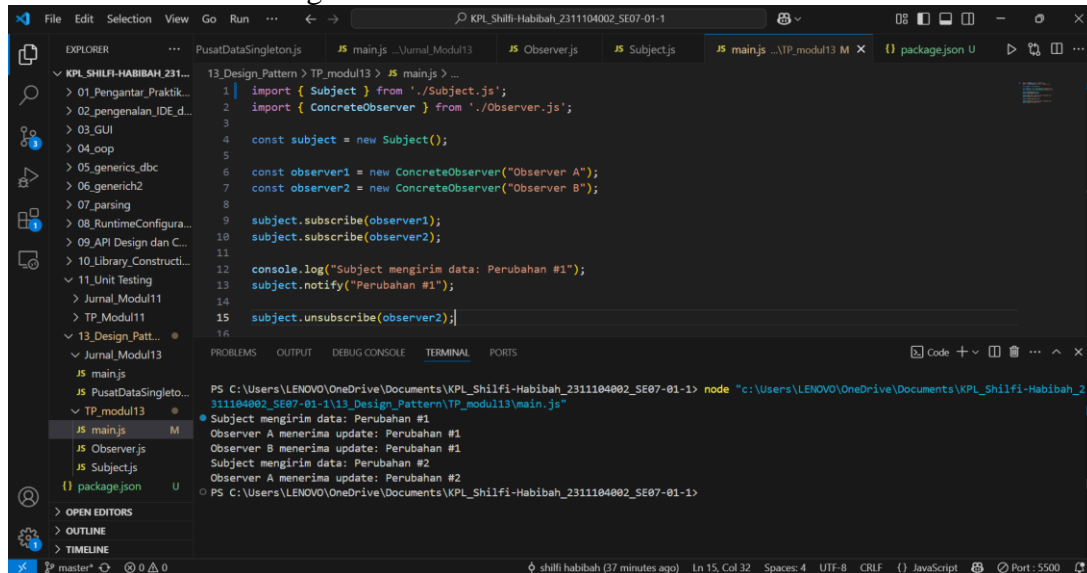 File Edit Selection View Go Run ··· ← → KPL_Shilfi-Habibah_2311104002_SE07-01-1
EXPLORER ···
KPL_SHILFI-HABIBAH_231...
> 01_Pengantar_Praktik...
> 02_pengenalan_IDE_d...
> 03_GUI
> 04_oop
> 05_generics_dbc
> 06_generich2
> 07_parsing
> 08_RuntimeConfigura...
> 09_API Design dan C...
> 10_Library_Constructi...
11_Unit Testing
> Jurnal_Modul11
> TP_Modul11
13_Design_Patt...
Jurnal_Modul13
JS main.js
JS PusatDataSingleto...
TP_modul13
JS main.js M
JS Observer.js
JS Subject.js
{} package.json U
> OPEN EDITORS
> OUTLINE
> TIMELINE
PusatDataSingleton.js JS main.js ...\Jurnal_Modul13 JS Observer.js JS Subject.js JS main.js ...\TP_modul13 M × {} package.json U
13_Design_Pattern > TP_modul13 > JS main.js > ...
1 import { Subject } from './Subject.js';
2 import { ConcreteObserver } from './Observer.js';
3
4 const subject = new Subject();
5
6 const observer1 = new ConcreteObserver("Observer A");
7 const observer2 = new ConcreteObserver("Observer B");
8
9 subject.subscribe(observer1);
10 subject.subscribe(observer2);
11
12 console.log("Subject mengirim data: Perubahan #1");
13 subject.notify("Perubahan #1");
14
15 subject.unsubscribe(observer2);
16
PROBLEMS OUTPUT DEBUG CONSOLE TERMINAL PORTS Code
PS C:\Users\LENOVO\OneDrive\Documents\KPL_Shilfi-Habibah_2311104002_SE07-01-1> node "c:\Users\LENOVO\OneDrive\Documents\KPL_Shilfi-Habibah_2
311104002_SE07-01-1\13_Design_Pattern\TP_modul13\main.js"
Subject mengirim data: Perubahan #1
Observer A menerima update: Perubahan #1
Observer B menerima update: Perubahan #1
Subject mengirim data: Perubahan #2
Observer A menerima update: Perubahan #2
PS C:\Users\LENOVO\OneDrive\Documents\KPL_Shilfi-Habibah_2311104002_SE07-01-1>
master* 0 0 shilfi habibah (37 minutes ago) Ln 15, Col 32 Spaces: 4 UTF-8 CRLF {} JavaScript Port : 5500